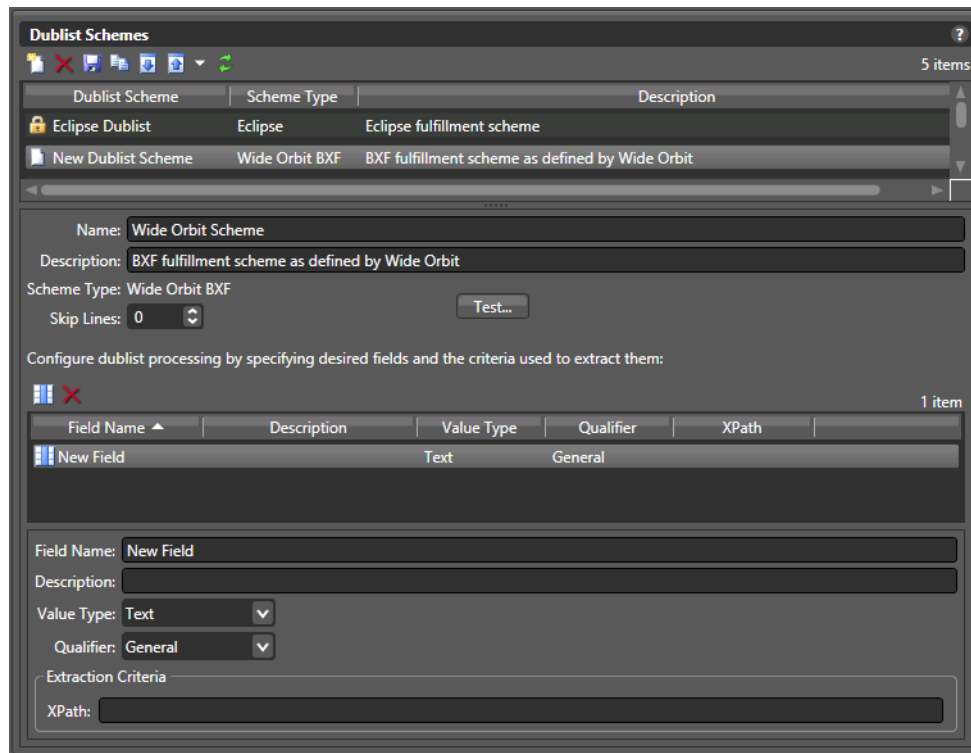 Dublist Schemes
?
5 items
Dublist Scheme Scheme Type Description
Eclipse Dublist Eclipse Eclipse fulfillment scheme
New Dublist Scheme Wide Orbit BXF BXF fulfillment scheme as defined by Wide Orbit
Name: Wide Orbit Scheme
Description: BXF fulfillment scheme as defined by Wide Orbit
Scheme Type: Wide Orbit BXF
Skip Lines: 0 Test...
Configure dublist processing by specifying desired fields and the criteria used to extract them:
1 item
Field Name Description Value Type Qualifier XPath
New Field Text General
Field Name: New Field
Description:
Value Type: Text
Qualifier: General
Extraction Criteria
XPath: